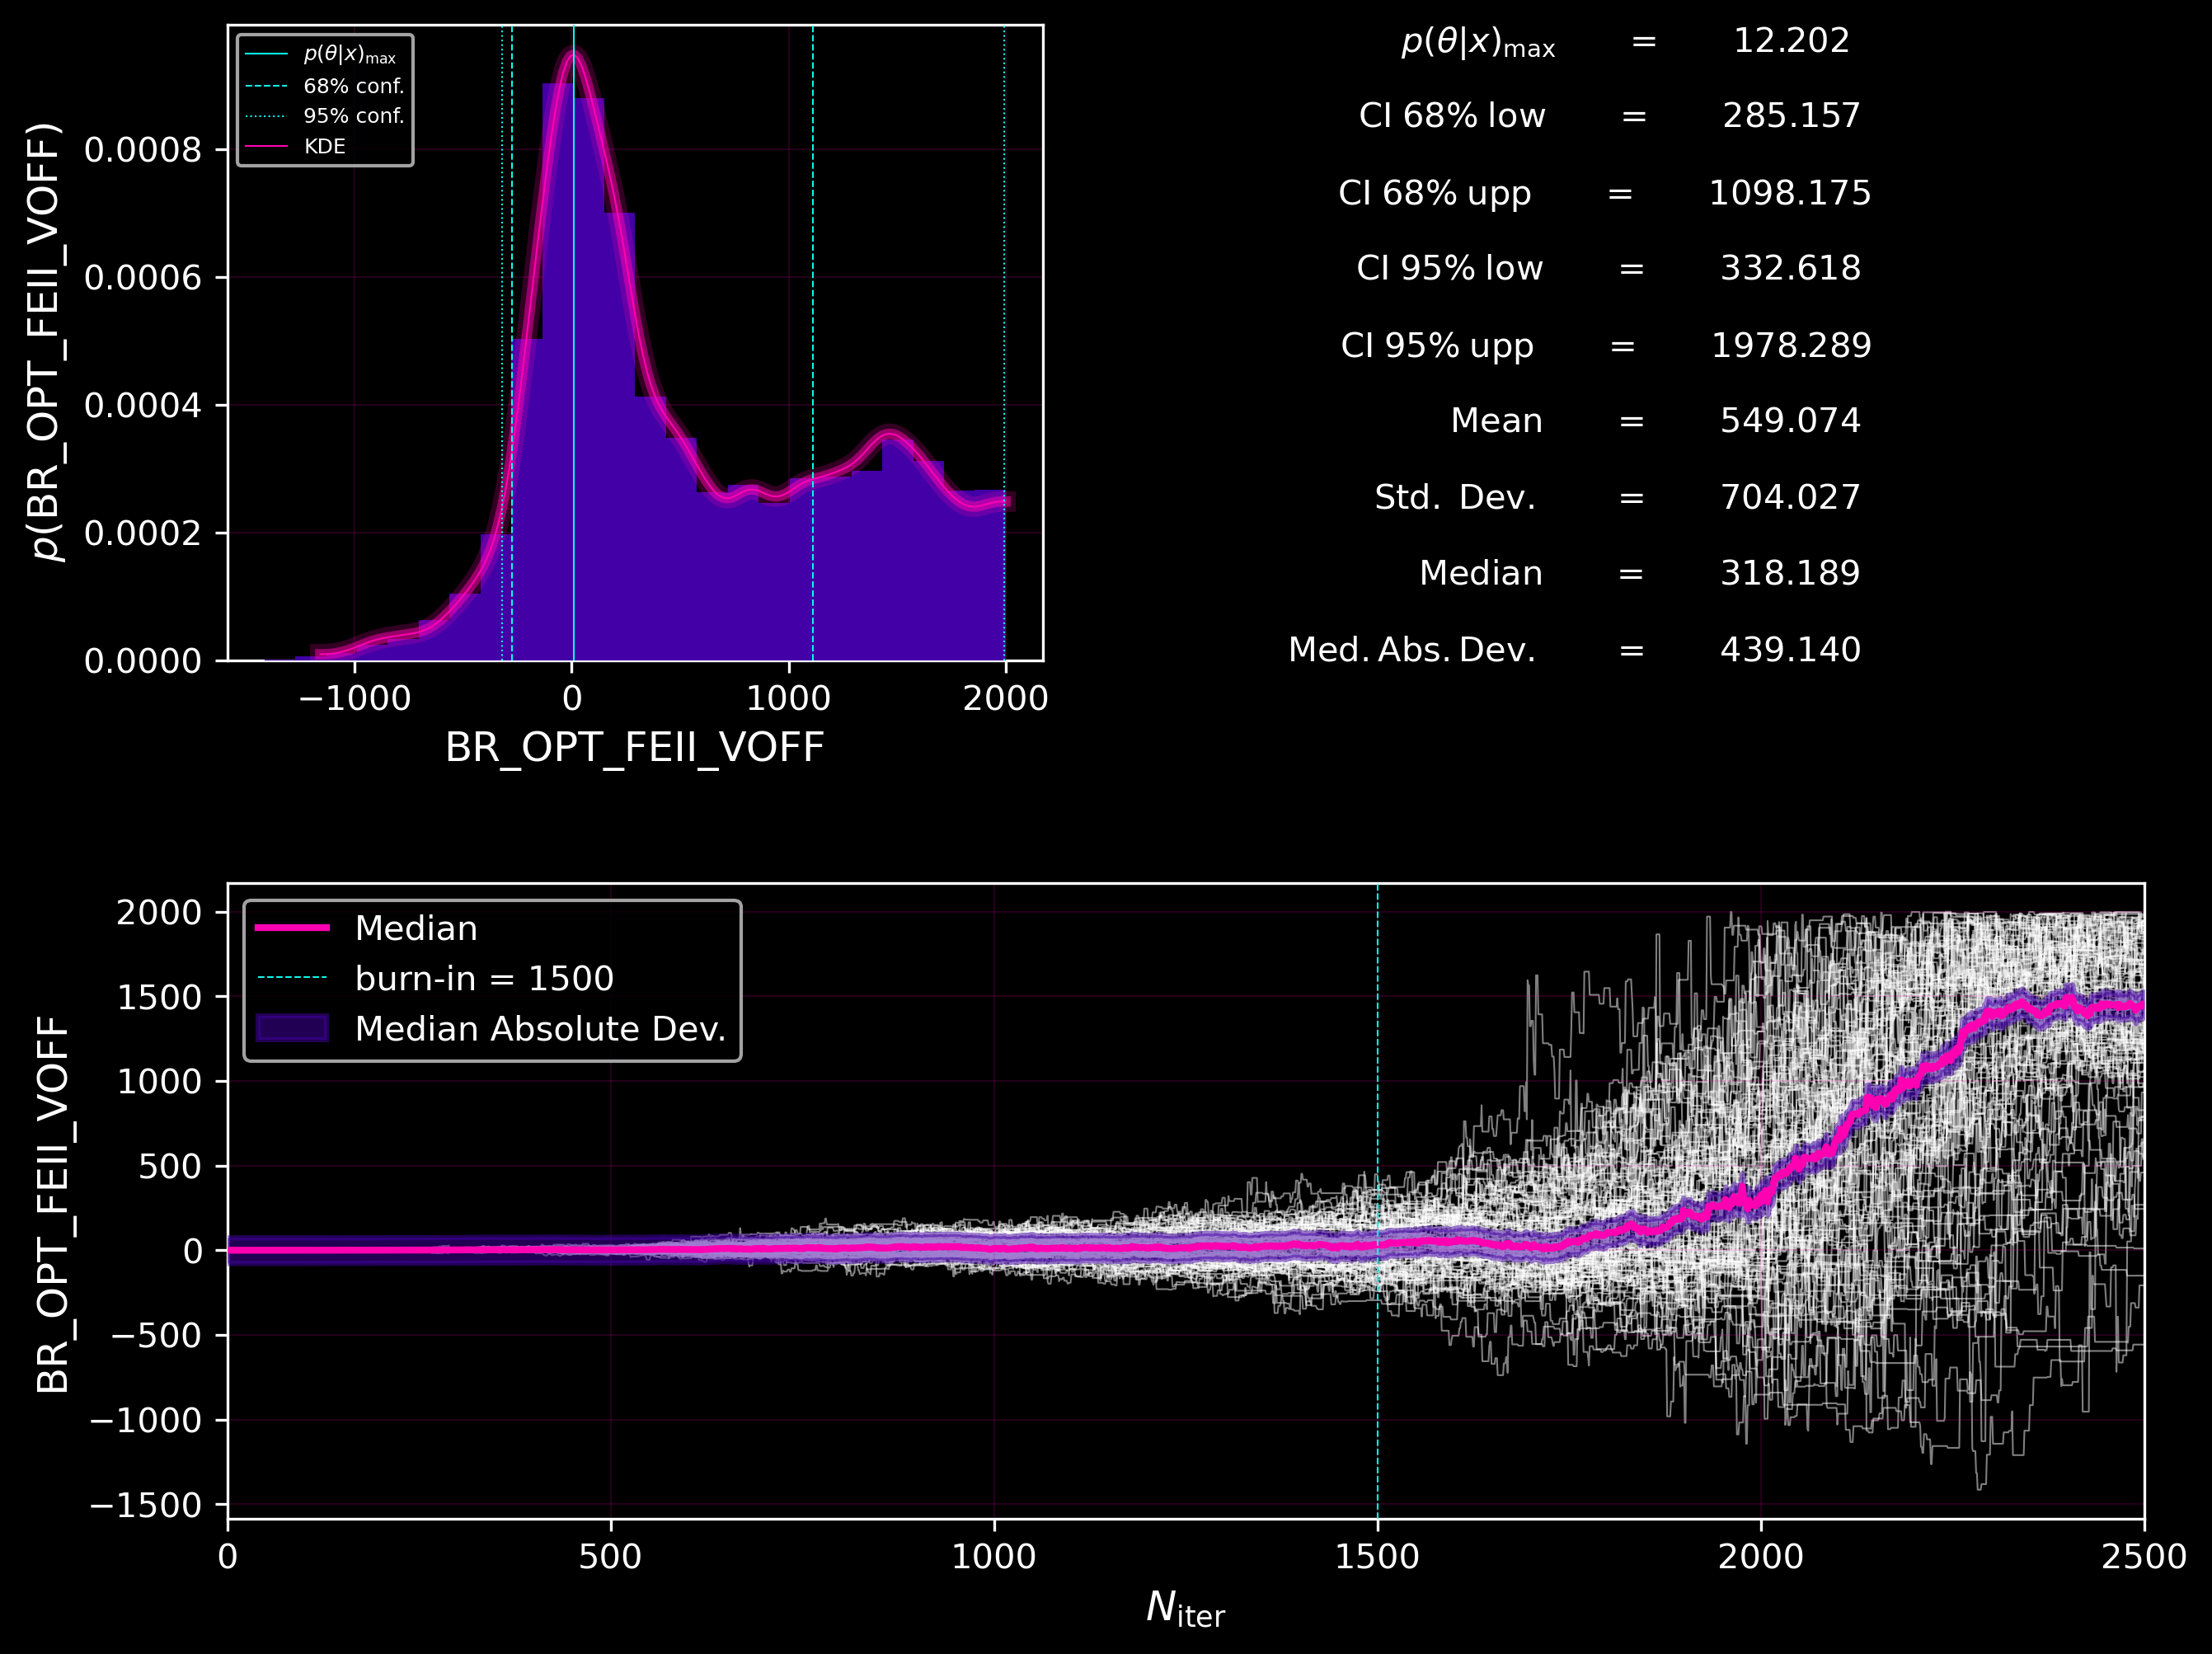 p(θ|x)max
68% conf.
95% conf.
KDE
p(BR_OPT_FEII_VOFF)
0.0008
0.0006
0.0004
0.0002
0.0000
−1000 0 1000 2000
BR_OPT_FEII_VOFF
p(θ|x)max = 12.202
CI 68% low = 285.157
CI 68% upp = 1098.175
CI 95% low = 332.618
CI 95% upp = 1978.289
Mean = 549.074
Std. Dev. = 704.027
Median = 318.189
Med. Abs. Dev. = 439.140
Median
burn-in = 1500
Median Absolute Dev.
BR_OPT_FEII_VOFF
2000
1500
1000
500
0
−500
−1000
−1500
0 500 1000 1500 2000 2500
Niter